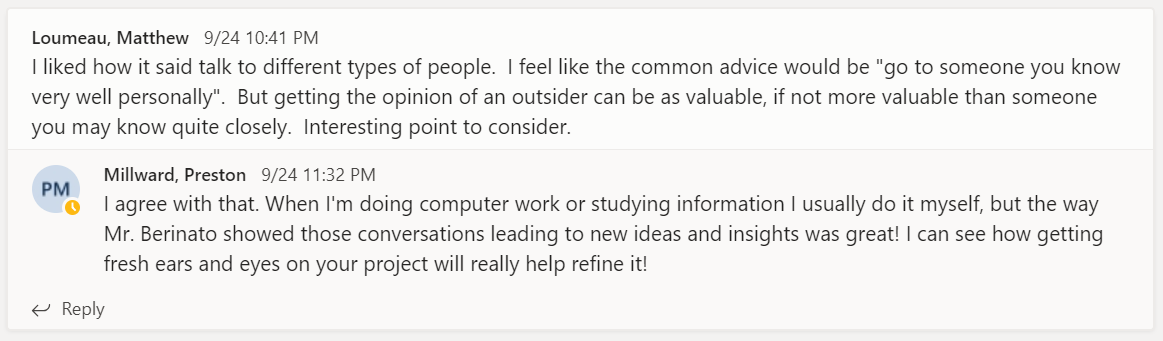 Loumeau, Matthew 9/24 10:41 PM
I liked how it said talk to different types of people.  I feel like the common advice would be "go to someone you know
very well personally".  But getting the opinion of an outsider can be as valuable, if not more valuable than someone
you may know quite closely.  Interesting point to consider.
PM
Millward, Preston 9/24 11:32 PM
I agree with that. When I'm doing computer work or studying information I usually do it myself, but the way
Mr. Berinato showed those conversations leading to new ideas and insights was great! I can see how getting
fresh ears and eyes on your project will really help refine it!
Reply